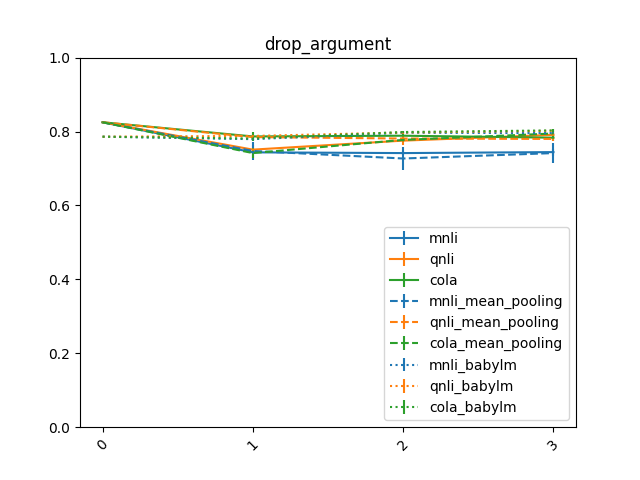 drop_argument
1.0
0.8
0.6
0.4
0.2
0.0
0
1
2
3
mnli
qnli
cola
mnli_mean_pooling
qnli_mean_pooling
cola_mean_pooling
mnli_babylm
qnli_babylm
cola_babylm